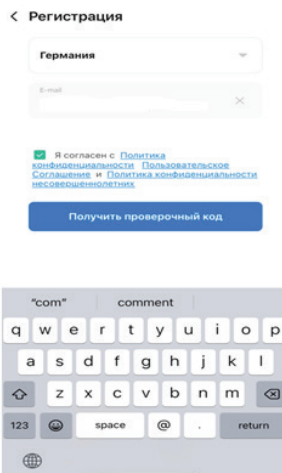 Регистрация
Германия
E-mail
Я согласен с Политика
конфиденциальности Пользовательское
Соглашение и Политика конфиденциальности
несовершеннолетних
Получить проверочный код
"com" comment
q w e r t y u i o p
a s d f g h j k l
z x c v b n m
123 space @ . return